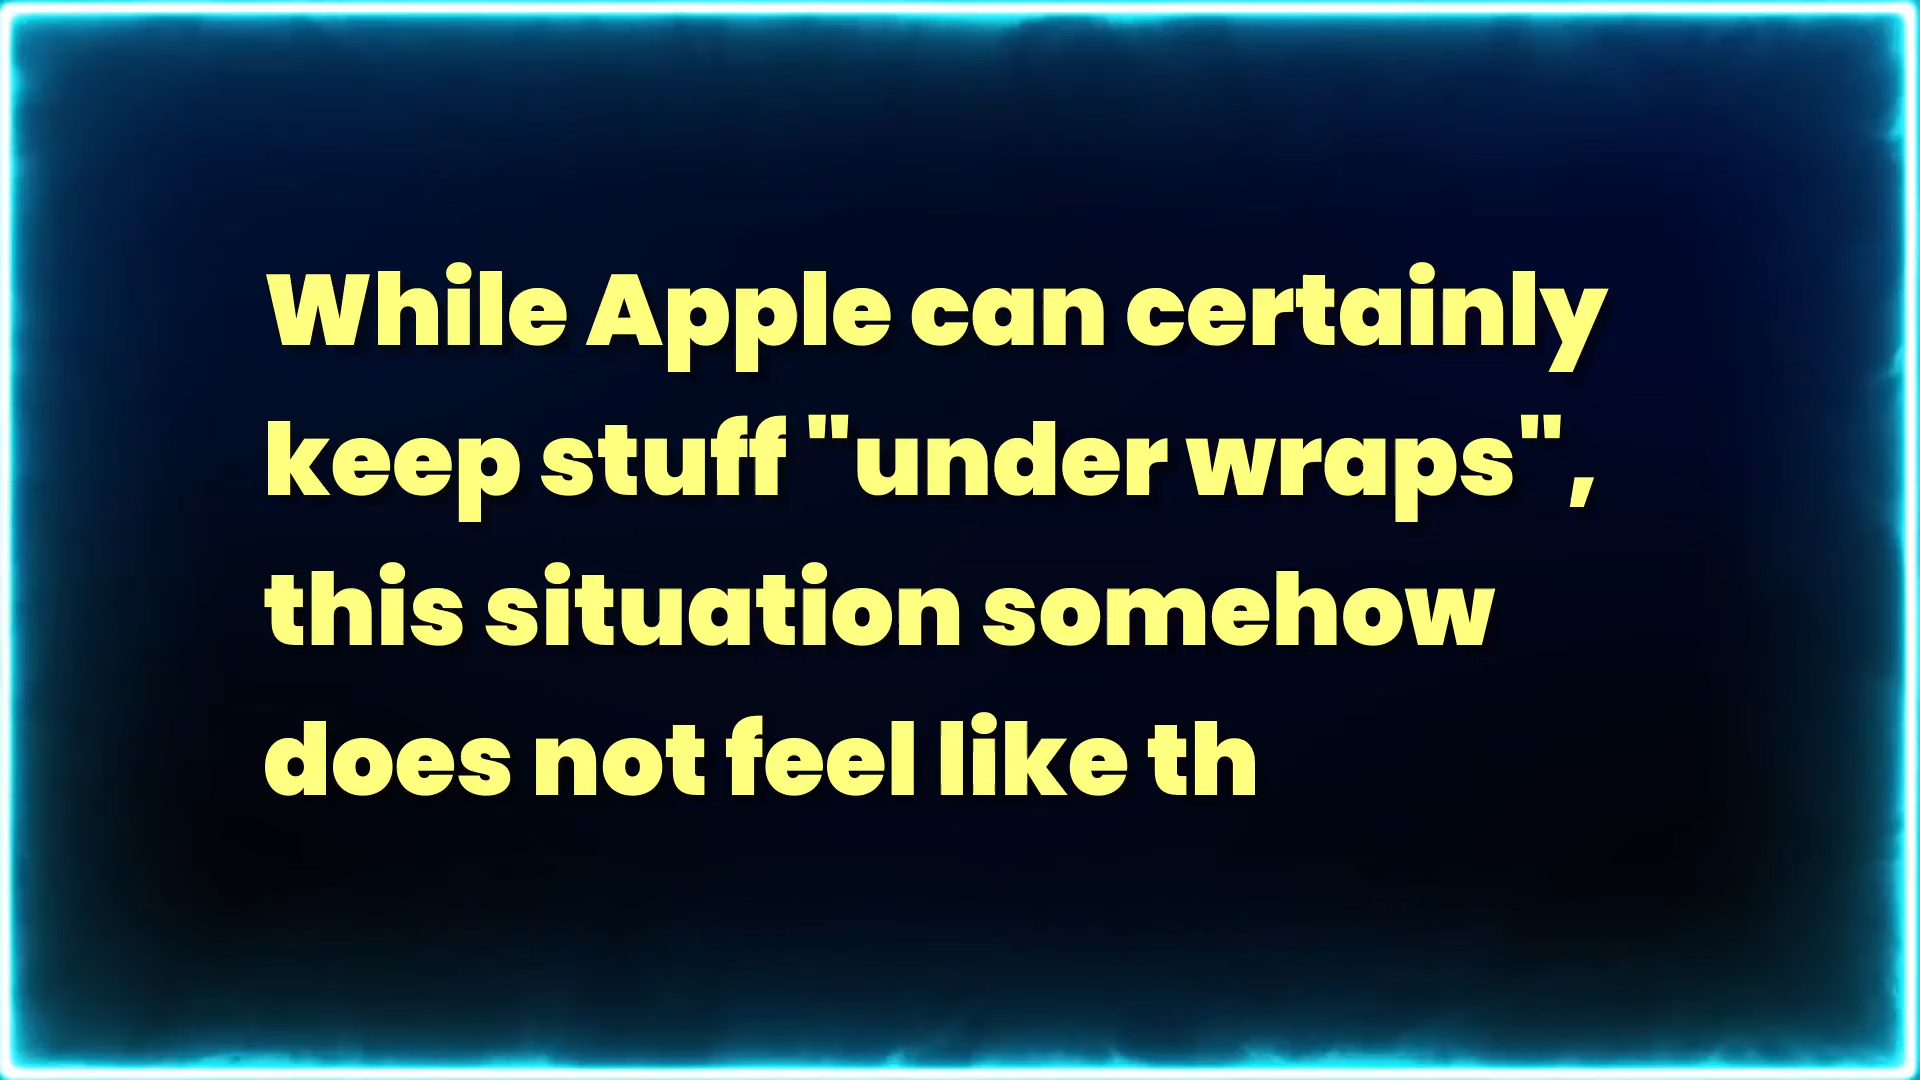 While Apple can certainly
keep stuff "under wraps",
this situation somehow
does not feel like th